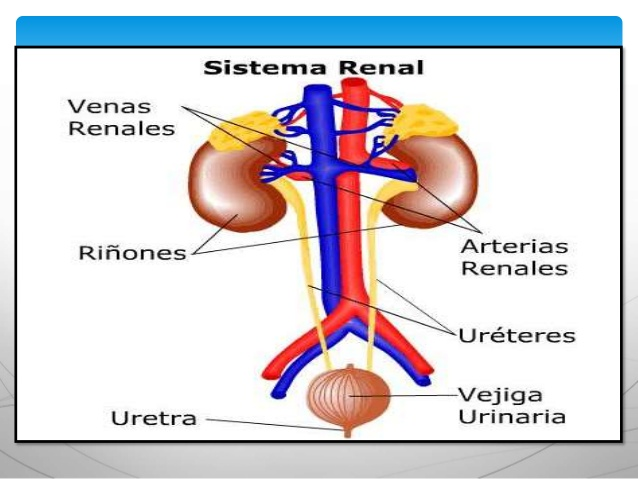 Sistema Renal
Venas
Renales
Riñones
Arterias
Renales
Uréteres
Vejiga
Urinaria
Uretra